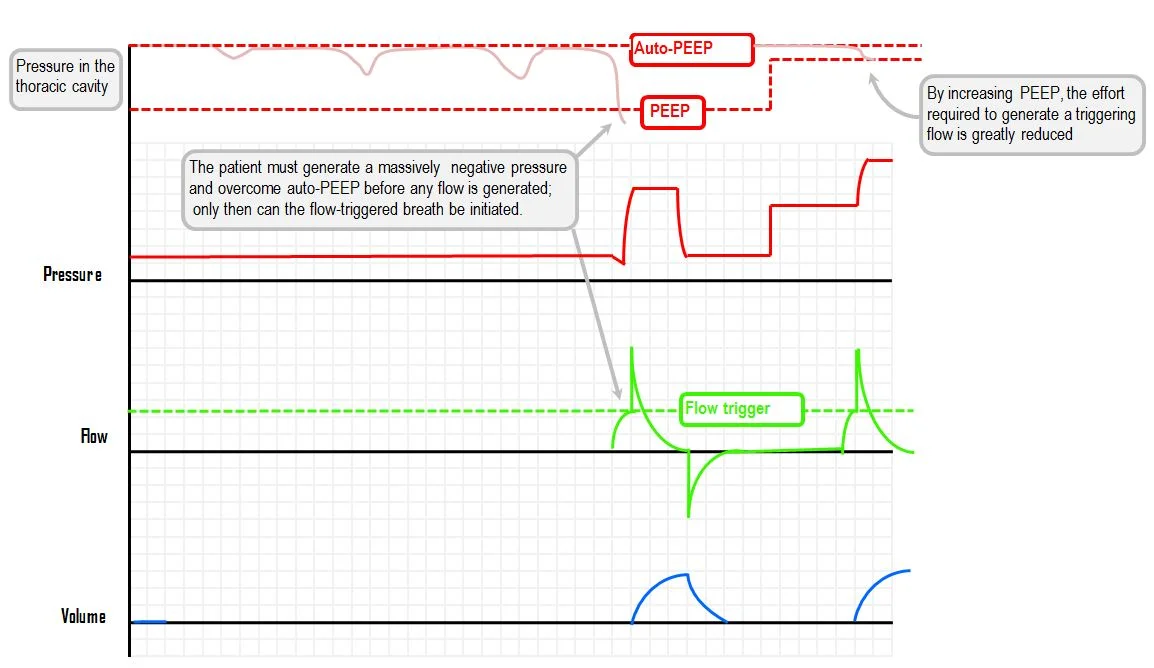 Auto-PEEP
Pressure in the
thoracic cavity
PEEP
By increasing PEEP, the effort
required to generate a triggering
flow is greatly reduced
The patient must generate a massively negative pressure
and overcome auto-PEEP before any flow is generated;
only then can the flow-triggered breath be initiated.
Pressure
Flow trigger
Flow
Volume